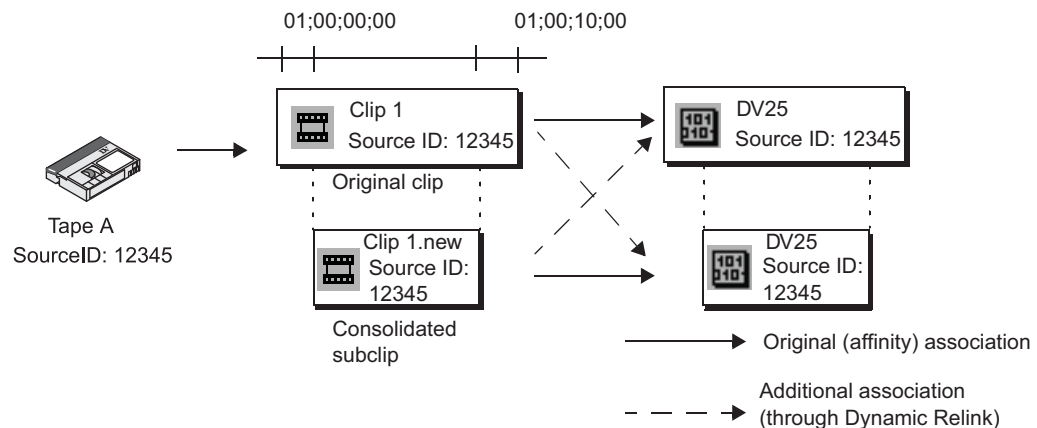 01;00;00;00
01;00;10;00
Clip 1
Source ID: 12345
DV25
Source ID: 12345
Original clip
Tape A
SourceID: 12345
Clip 1.new
Source ID:
12345
DV25
Source ID:
12345
Consolidated
subclip
Original (affinity) association
Additional association
(through Dynamic Relink)